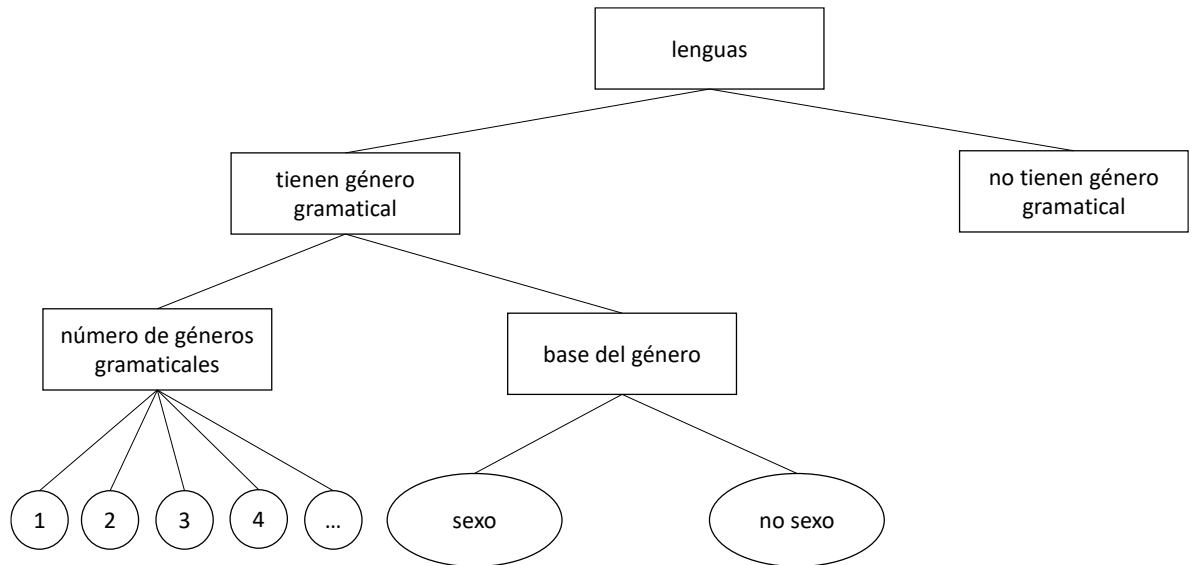 lenguas
tienen género
gramatical
no tienen género
gramatical
número de géneros
gramaticales
base del género
1
2
3
4
...
sexo
no sexo